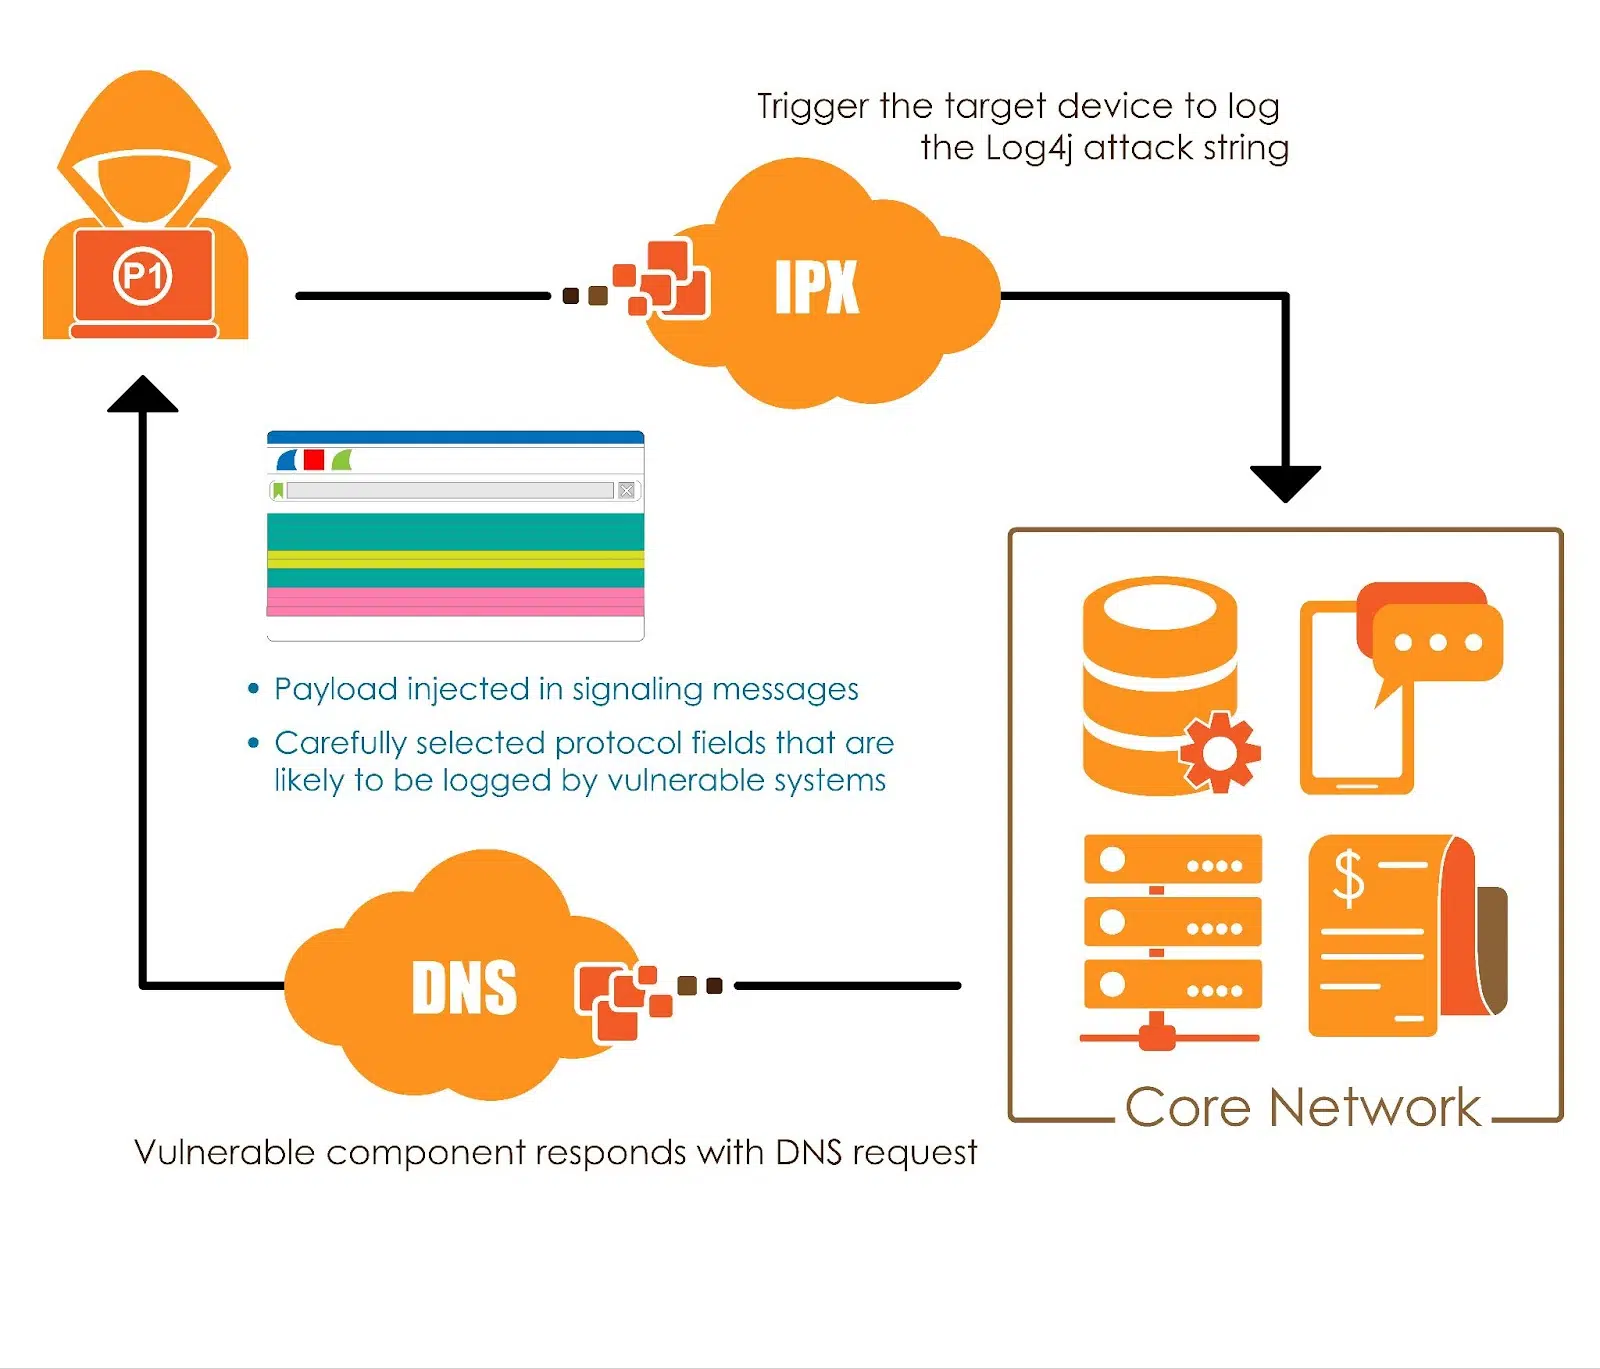 Trigger the target device to log
the Log4j attack string
P1
IPX
• Payload injected in signaling messages
• Carefully selected protocol fields that are
likely to be logged by vulnerable systems
$
DNS
Core Network
Vulnerable component responds with DNS request